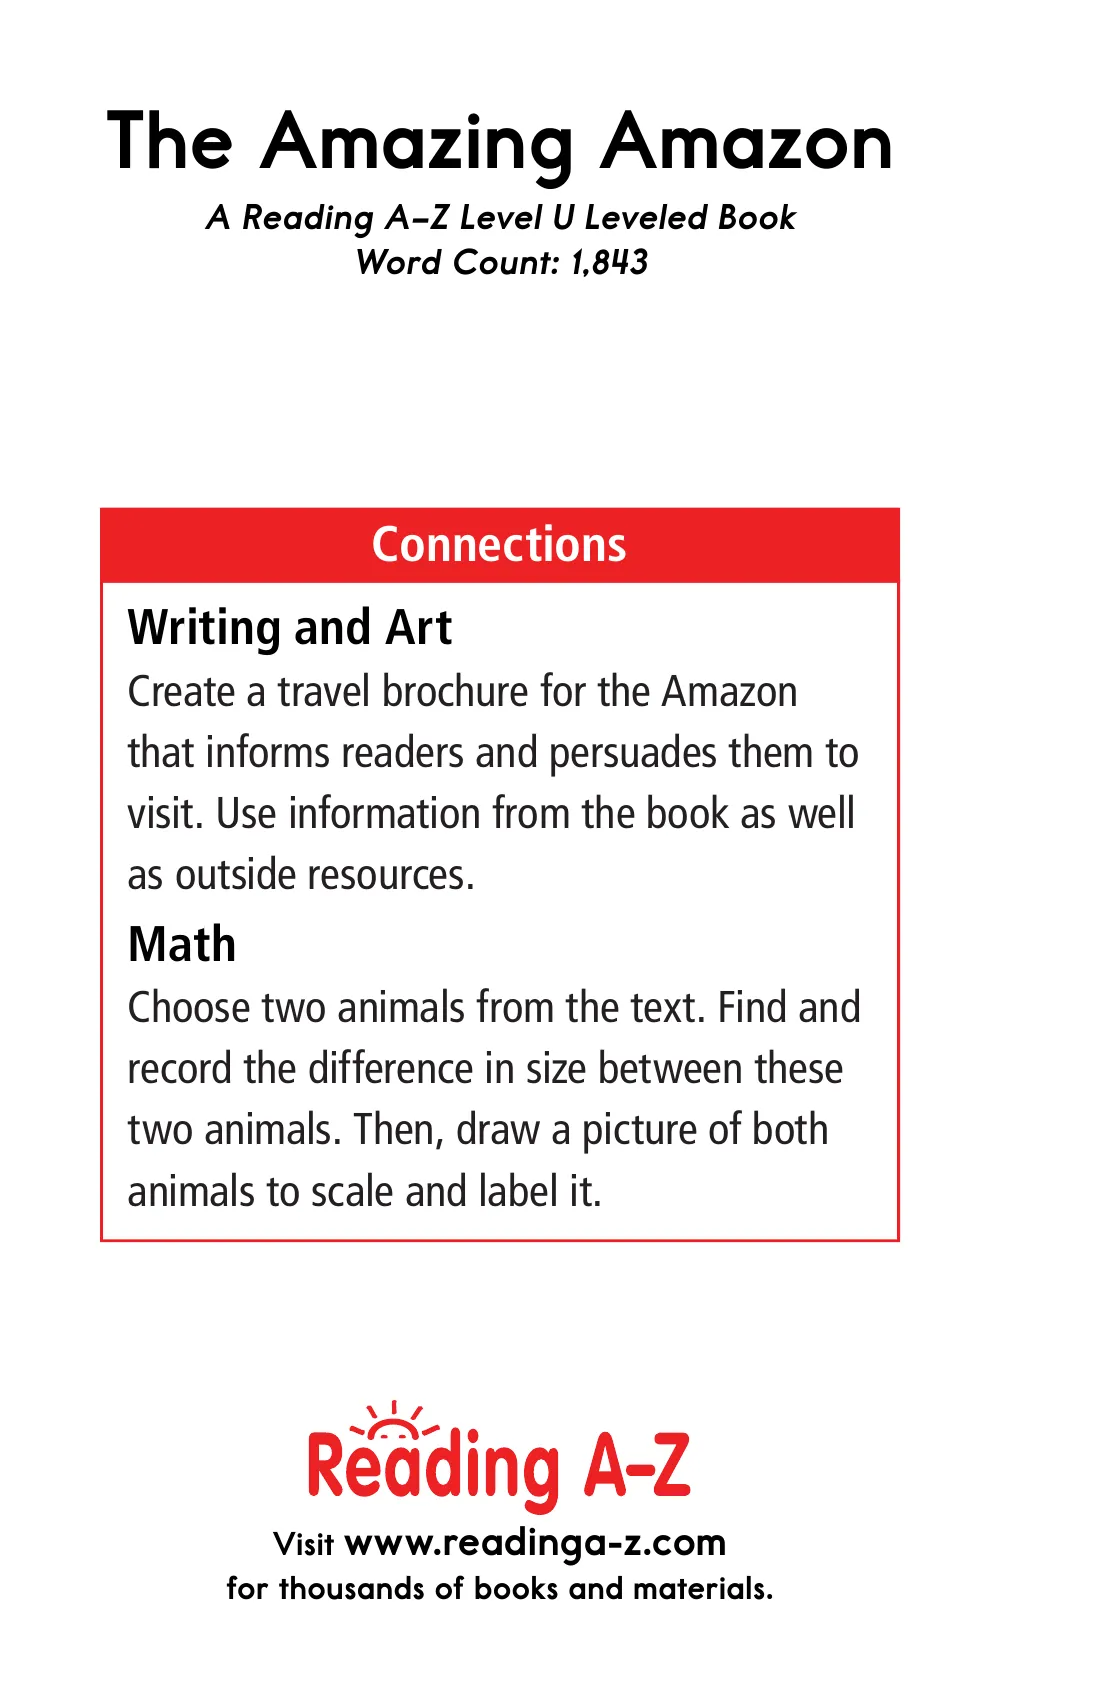 The Amazing Amazon
A Reading A–Z Level U Leveled Book
Word Count: 1,843
Connections
Writing and Art
Create a travel brochure for the Amazon
that informs readers and persuades them to
visit. Use information from the book as well
as outside resources.
Math
Choose two animals from the text. Find and
record the difference in size between these
two animals. Then, draw a picture of both
animals to scale and label it.
Reading A–Z
Visit www.readinga-z.com
for thousands of books and materials.